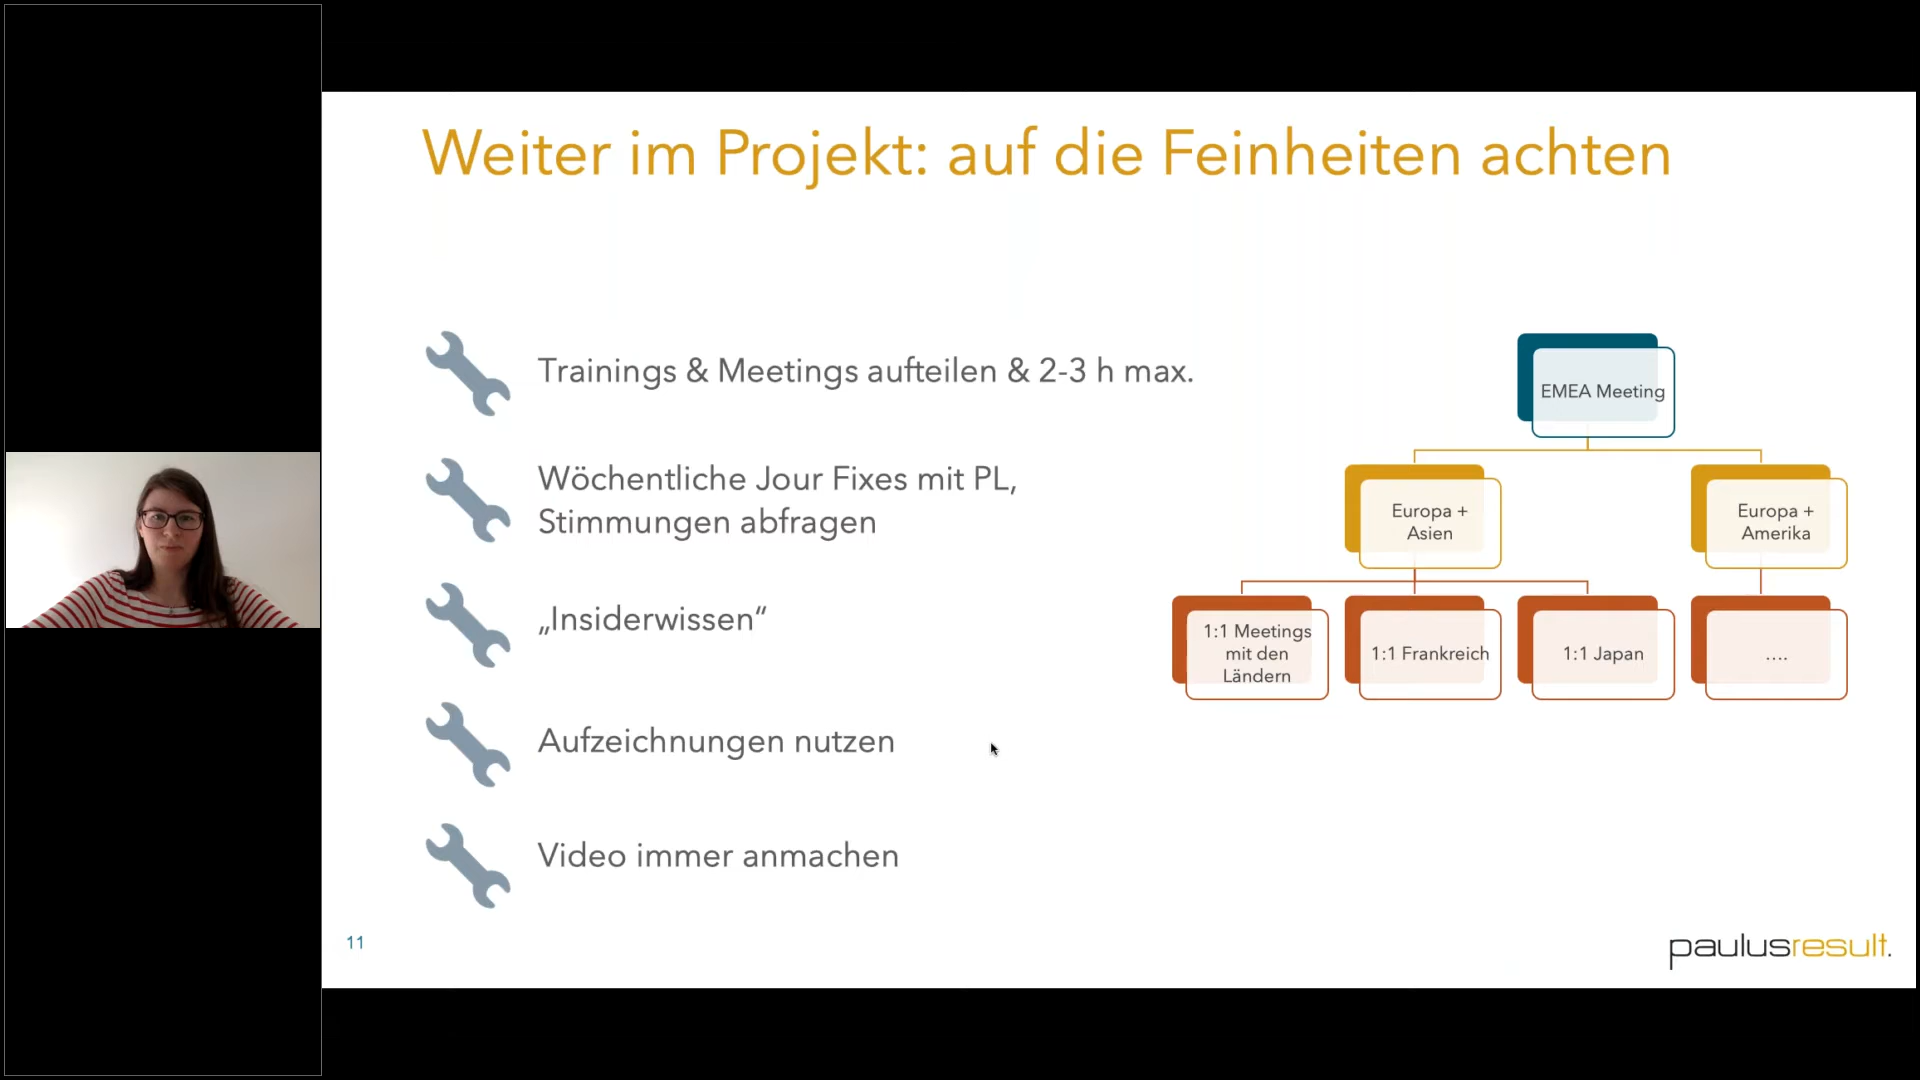 Weiter im Projekt: auf die Feinheiten achten
Trainings & Meetings aufteilen & 2-3 h max.
Wöchentliche Jour Fixes mit PL,
Stimmungen abfragen
„Insiderwissen“
Aufzeichnungen nutzen
Video immer anmachen
EMEA Meeting
Europa +
Asien
Europa +
Amerika
1:1 Meetings
mit den
Ländern
1:1 Frankreich
1:1 Japan
....
11
paulusresult.